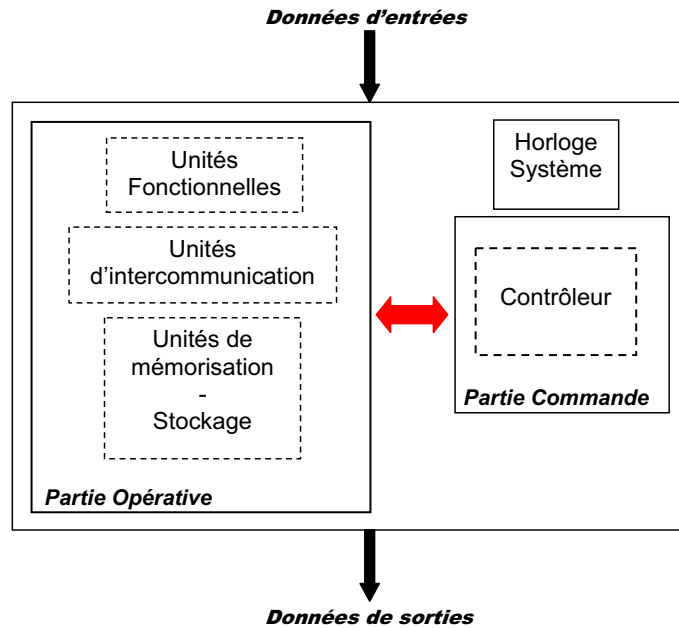 Données d'entrées
Unités
Fonctionnelles
Unités
d'intercommunication
Unités de
mémorisation
-
Stockage
Partie Opérative
Horloge
Système
Contrôleur
Partie Commande
Données de sorties